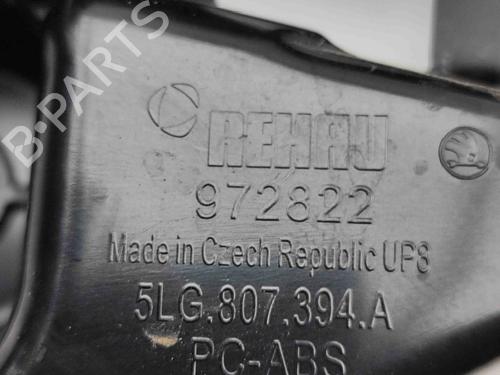 B-PARTS
REHAU
972822
Made in Czech Republic UP8
5LG.807.394.A
PC-ABS